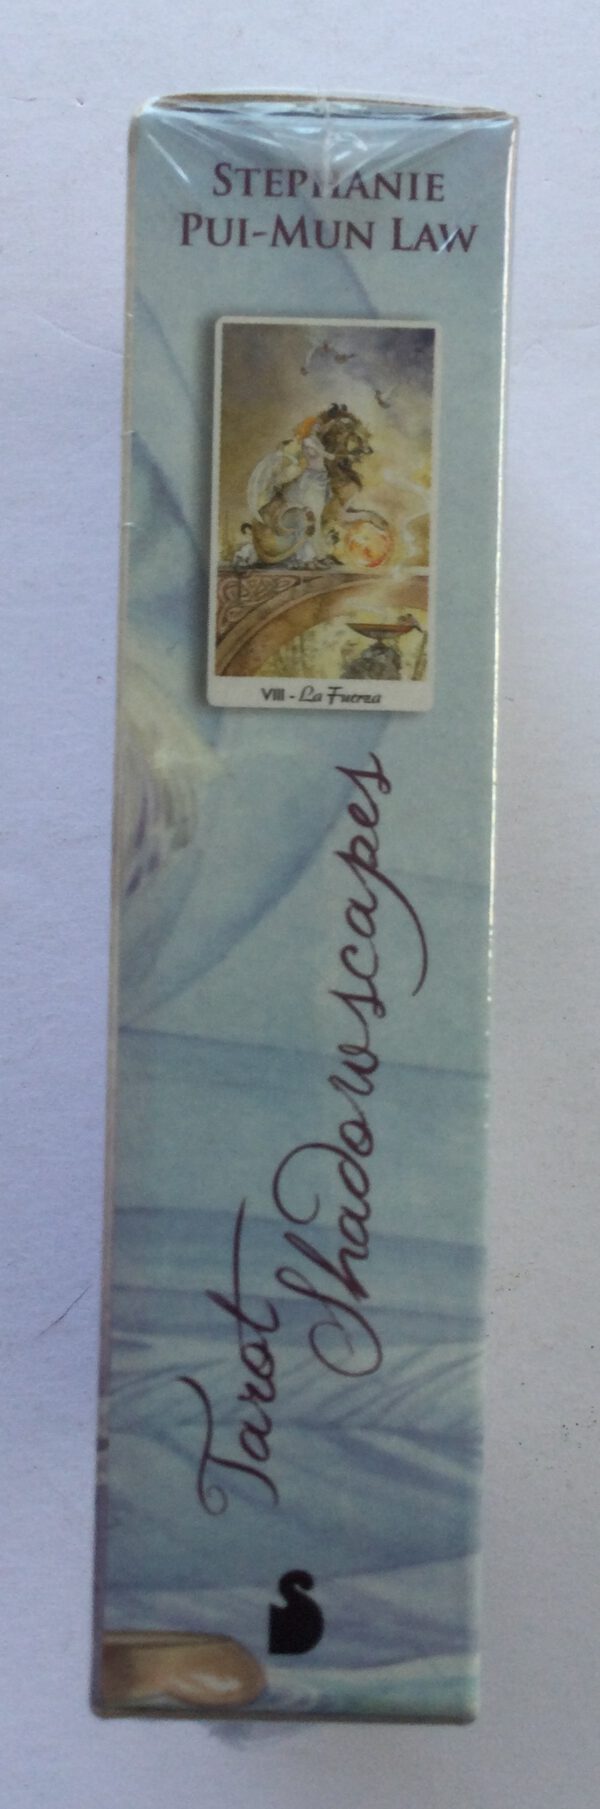 STEPHANIE
PUI-MUN LAW
VIII - La Fuerza
Tarot
Shadowscapes